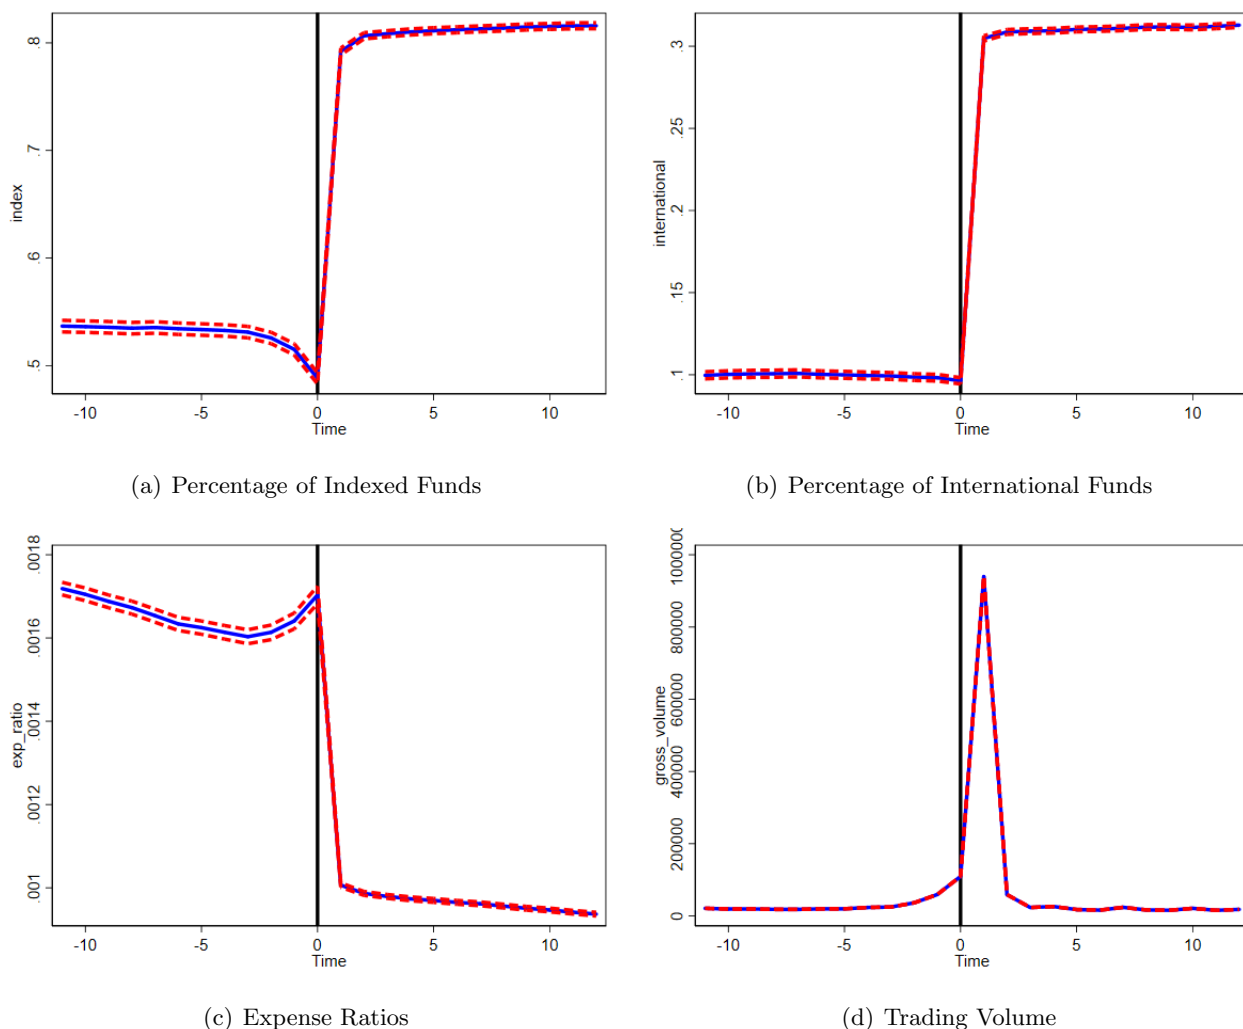 .8
.7
.6
.5
index
-10 -5 0 5 10
Time
(a) Percentage of Indexed Funds
.3
.25
.2
.15
.1
international
-10 -5 0 5 10
Time
(b) Percentage of International Funds
.0018
.0016
.0014
.0012
.001
exp_ratio
-10 -5 0 5 10
Time
(c) Expense Ratios
800000
600000
400000
200000
0
gross_volume
-10 -5 0 5 10
Time
(d) Trading Volume